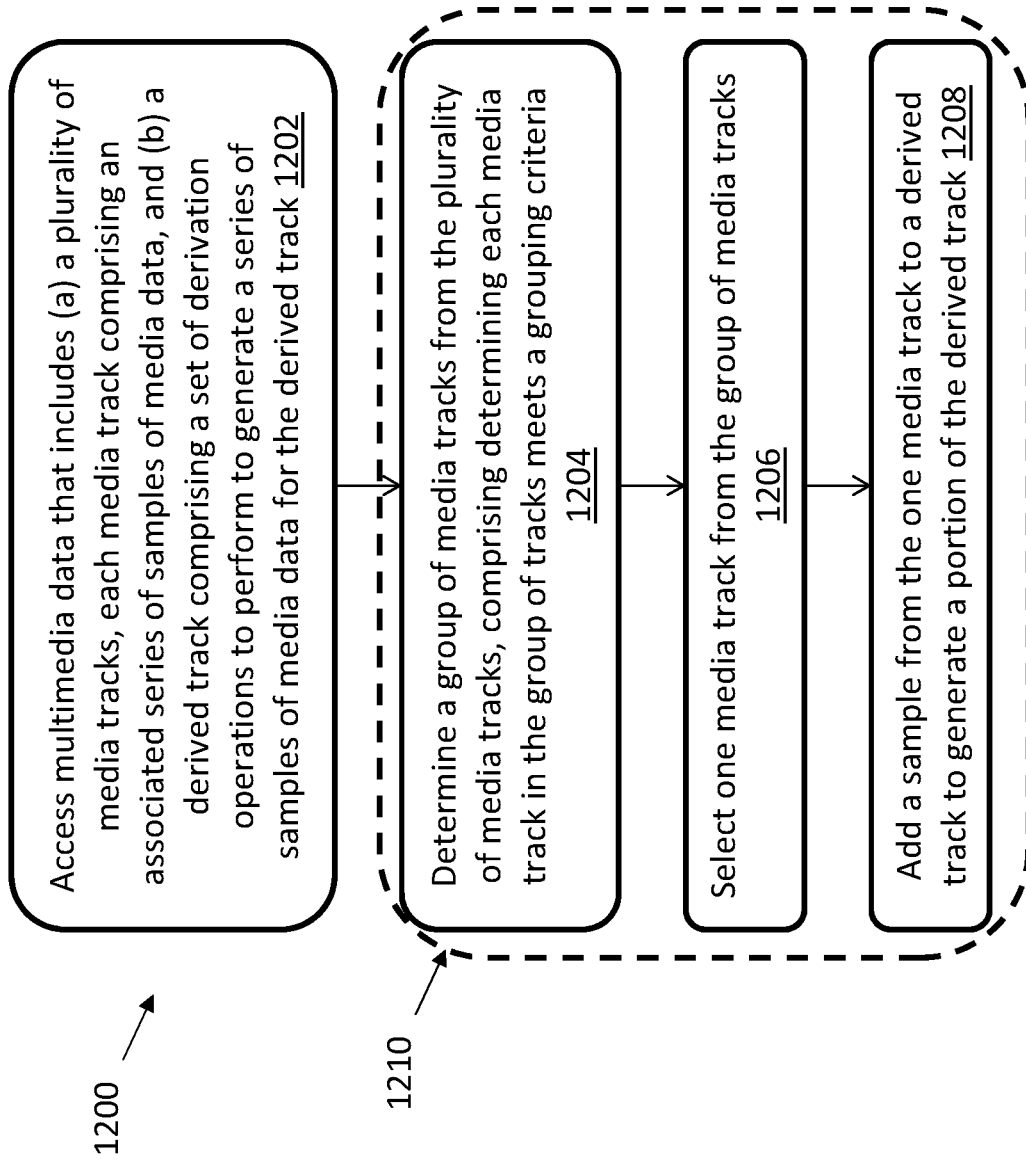 1200
Access multimedia data that includes (a) a plurality of
media tracks, each media track comprising an
associated series of samples of media data, and (b) a
derived track comprising a set of derivation
operations to perform to generate a series of
samples of media data for the derived track 1202
1210
Determine a group of media tracks from the plurality
of media tracks, comprising determining each media
track in the group of tracks meets a grouping criteria
1204
Select one media track from the group of media tracks
1206
Add a sample from the one media track to a derived
track to generate a portion of the derived track 1208